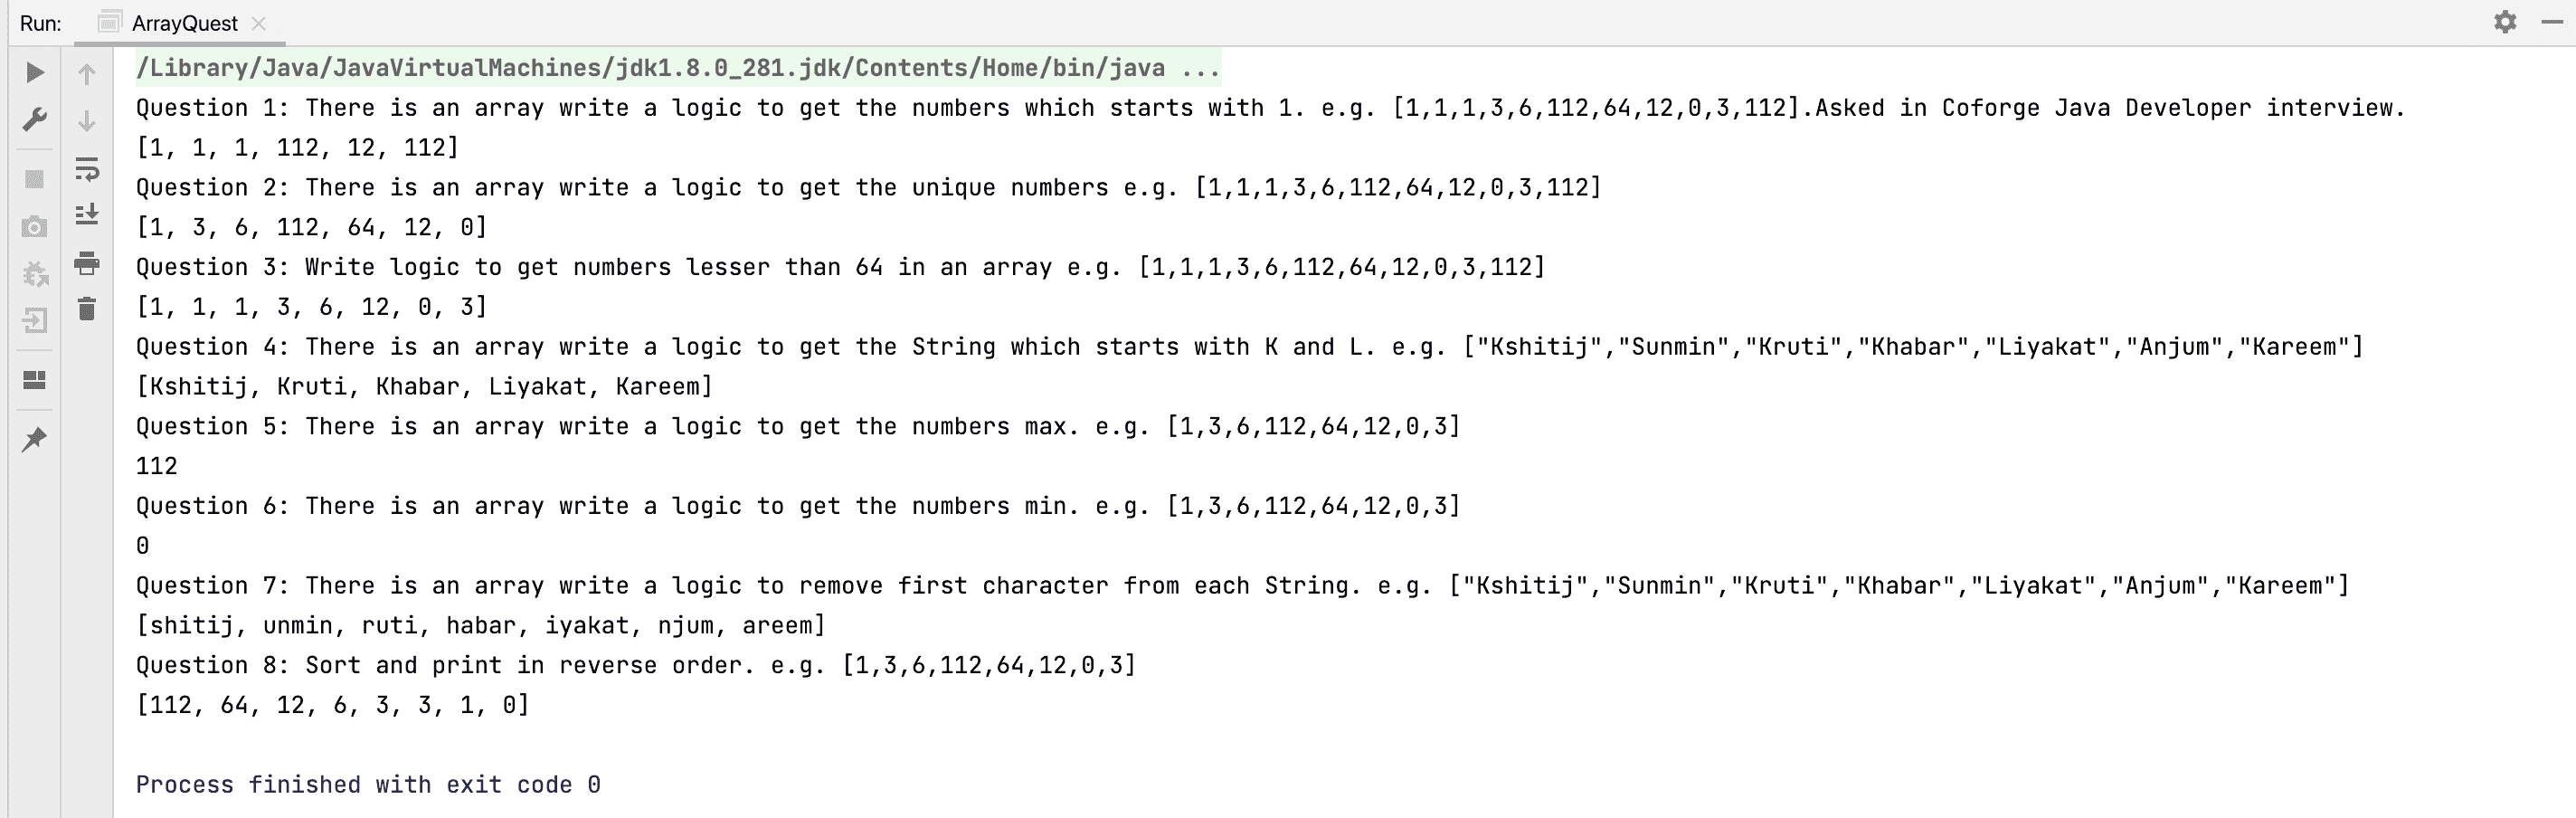 Run: ArrayQuest
/Library/Java/JavaVirtualMachines/jdk1.8.0_281.jdk/Contents/Home/bin/java ...
Question 1: There is an array write a logic to get the numbers which starts with 1. e.g. [1,1,1,3,6,112,64,12,0,3,112].Asked in Coforge Java Developer interview.
[1, 1, 1, 112, 12, 112]
Question 2: There is an array write a logic to get the unique numbers e.g. [1,1,1,3,6,112,64,12,0,3,112]
[1, 3, 6, 112, 64, 12, 0]
Question 3: Write logic to get numbers lesser than 64 in an array e.g. [1,1,1,3,6,112,64,12,0,3,112]
[1, 1, 1, 3, 6, 12, 0, 3]
Question 4: There is an array write a logic to get the String which starts with K and L. e.g. ["Kshitij","Sunmin","Kruti","Khabar","Liyakat","Anjum","Kareem"]
[Kshitij, Kruti, Khabar, Liyakat, Kareem]
Question 5: There is an array write a logic to get the numbers max. e.g. [1,3,6,112,64,12,0,3]
112
Question 6: There is an array write a logic to get the numbers min. e.g. [1,3,6,112,64,12,0,3]
0
Question 7: There is an array write a logic to remove first character from each String. e.g. ["Kshitij","Sunmin","Kruti","Khabar","Liyakat","Anjum","Kareem"]
[shitij, unmin, ruti, habar, iyakat, njum, areem]
Question 8: Sort and print in reverse order. e.g. [1,3,6,112,64,12,0,3]
[112, 64, 12, 6, 3, 3, 1, 0]
Process finished with exit code 0